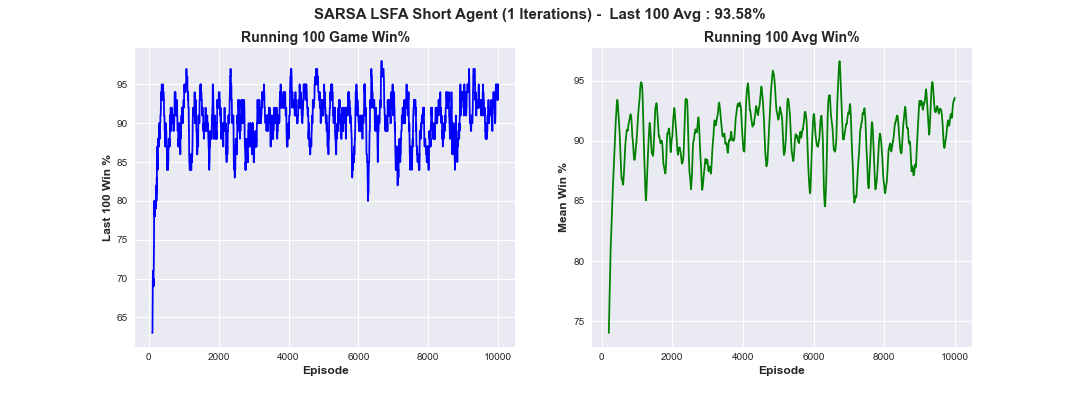 SARSA LSFA Short Agent (1 Iterations) - Last 100 Avg : 93.58%
Running 100 Game Win%
Last 100 Win %
95
90
85
80
75
70
65
0 2000 4000 6000 8000 10000
Episode
Running 100 Avg Win%
Mean Win %
95
90
85
80
75
0 2000 4000 6000 8000 10000
Episode